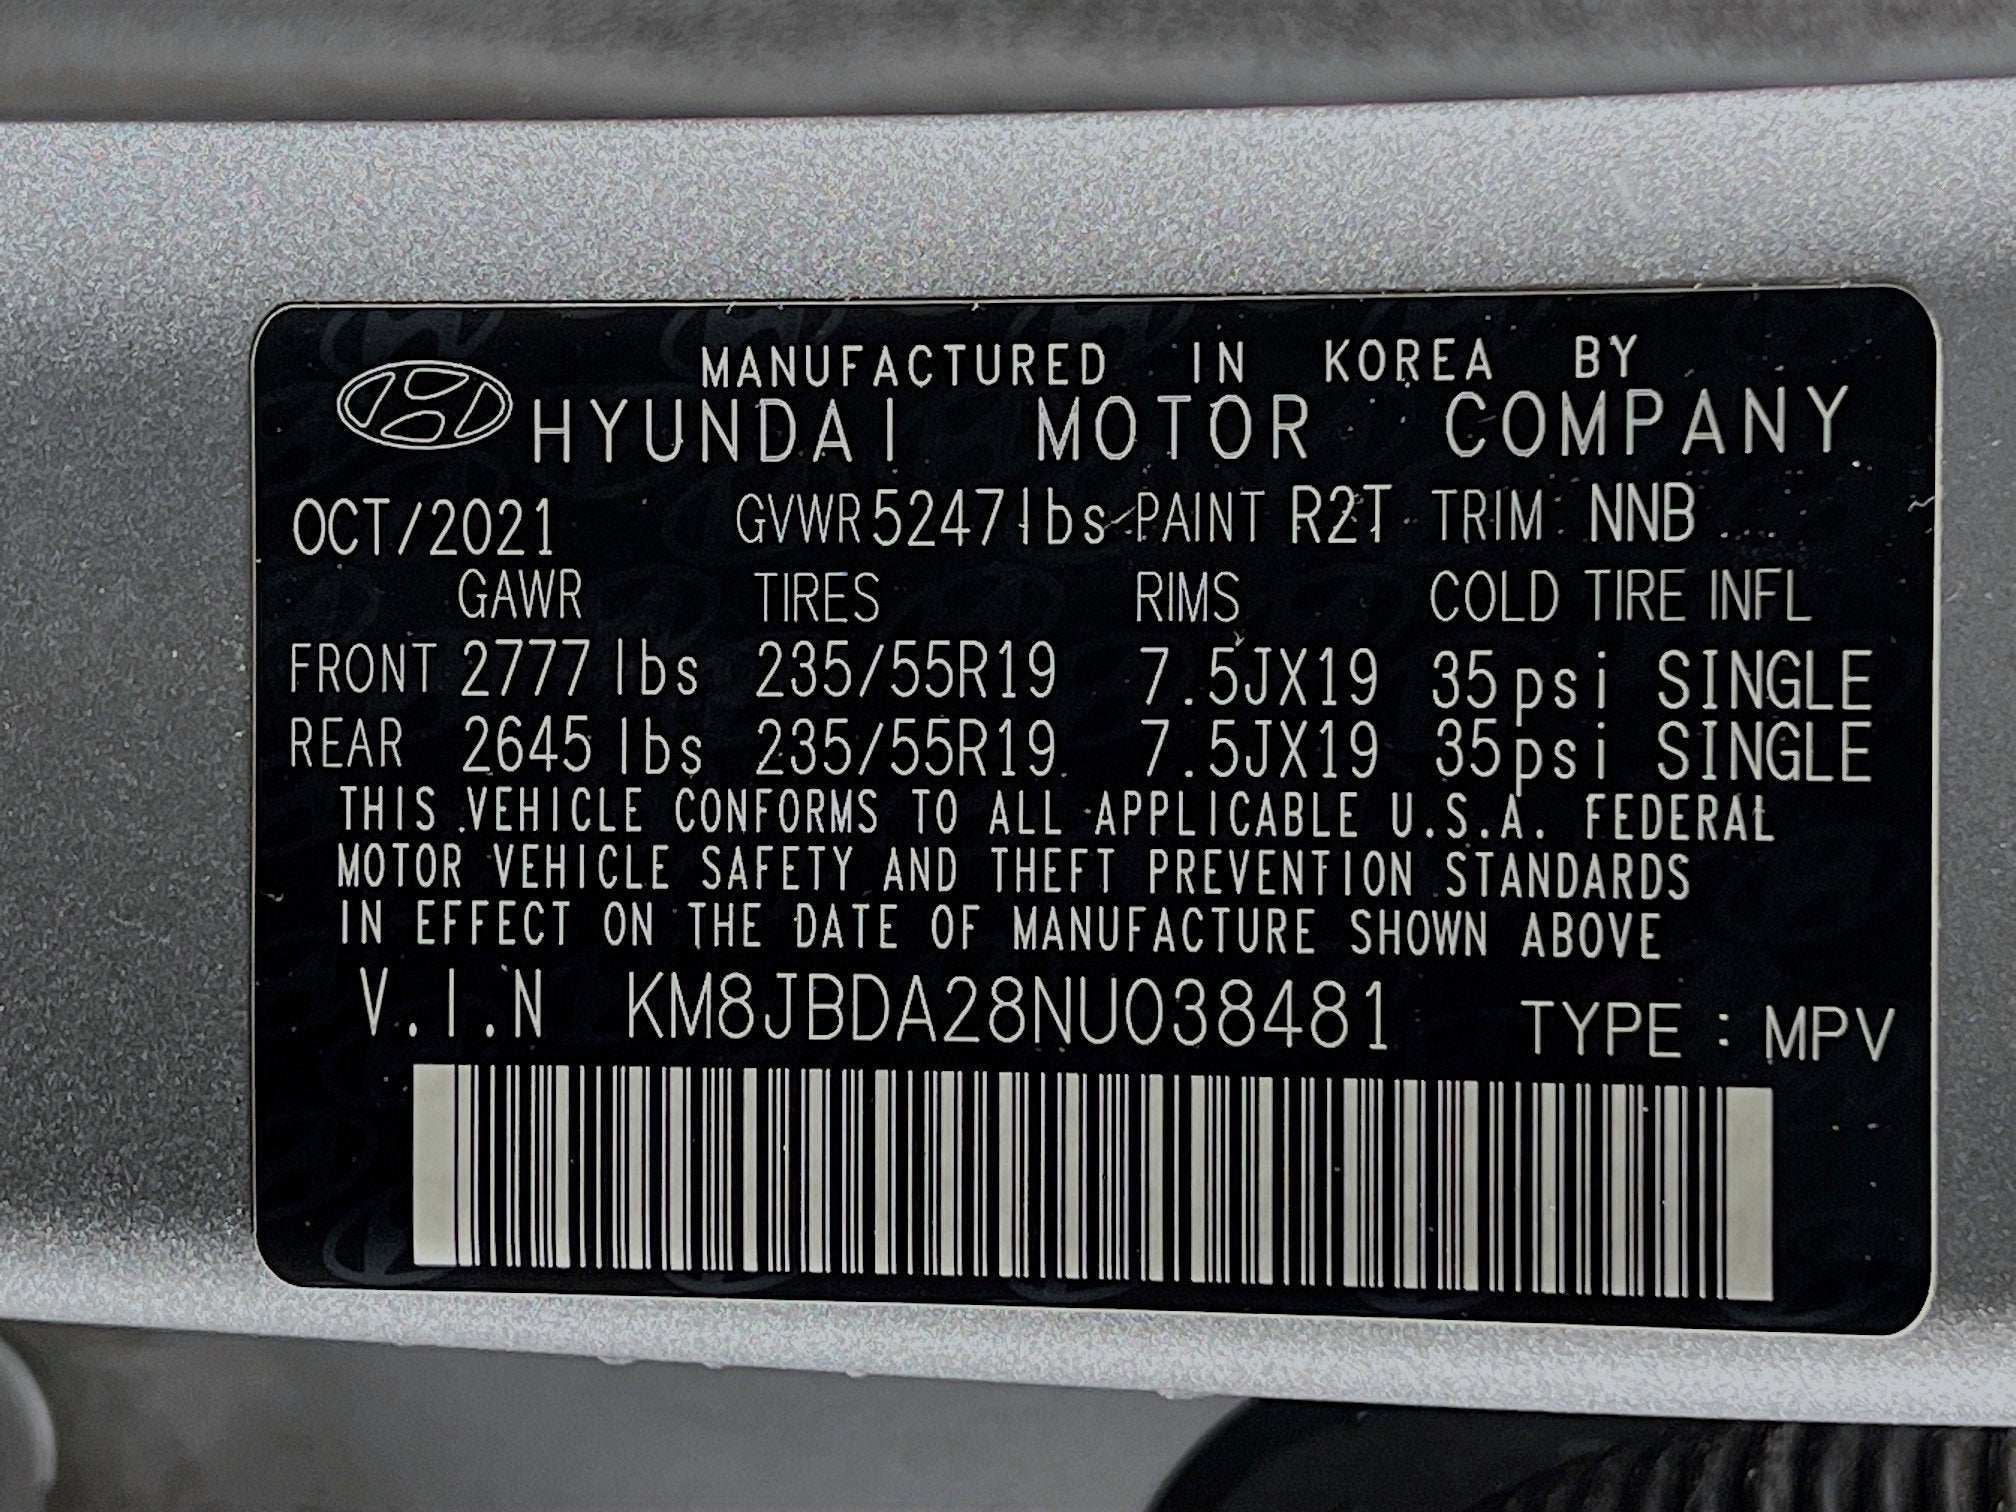 MANUFACTURED IN KOREA BY
HYUNDAI MOTOR COMPANY
OCT/2021 GVWR 5247lbs PAINT R2T TRIM NNB
GAWR TIRES RIMS COLD TIRE INFL
FRONT 2777 lbs 235/55R19 7.5JX19 35psi SINGLE
REAR 2645 lbs 235/55R19 7.5JX19 35psi SINGLE
THIS VEHICLE CONFORMS TO ALL APPLICABLE U.S.A. FEDERAL
MOTOR VEHICLE SAFETY AND THEFT PREVENTION STANDARDS
IN EFFECT ON THE DATE OF MANUFACTURE SHOWN ABOVE
V.I.N KM8JBDA28NU038481 TYPE : MPV